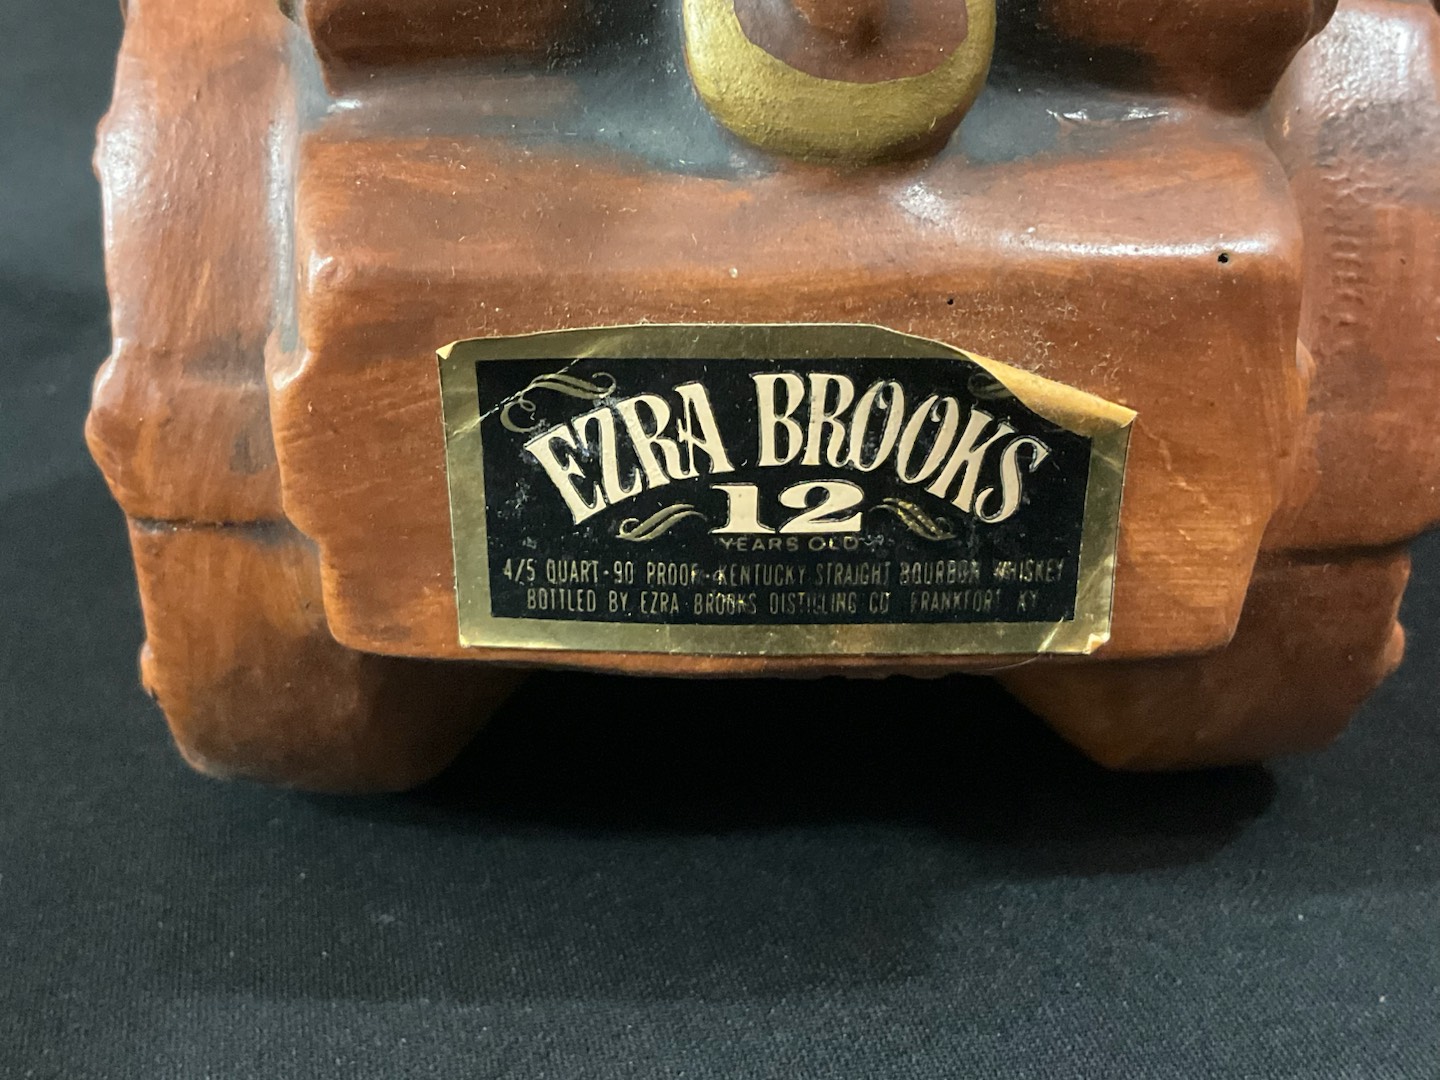 EZRA BROOKS
12
YEARS OLD
4/5 QUART - 90 PROOF - KENTUCKY STRAIGHT BOURBON WHISKEY
BOTTLED BY EZRA BROOKS DISTILLING CO FRANKFORT KY